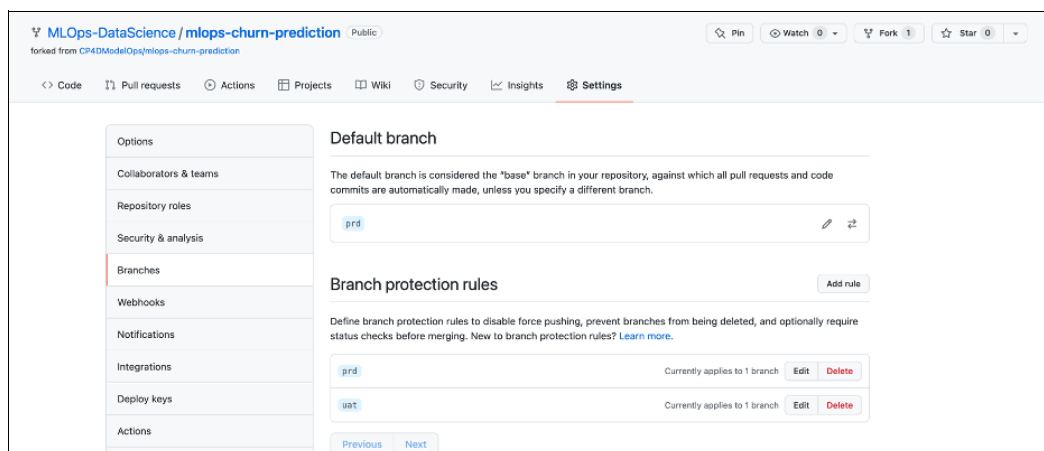 MLOps-DataScience / mlops-churn-prediction Public
Pin Watch 0 Fork 1 Star 0
forked from CP4DModelOps/mlops-churn-prediction
<> Code Pull requests Actions Projects Wiki Security Insights Settings
Options
Collaborators & teams
Repository roles
Security & analysis
Branches
Webhooks
Notifications
Integrations
Deploy keys
Actions
Default branch
The default branch is considered the "base" branch in your repository, against which all pull requests and code
commits are automatically made, unless you specify a different branch.
prd
Branch protection rules
Add rule
Define branch protection rules to disable force pushing, prevent branches from being deleted, and optionally require
status checks before merging. New to branch protection rules? Learn more.
prd Currently applies to 1 branch Edit Delete
uat Currently applies to 1 branch Edit Delete
Previous Next